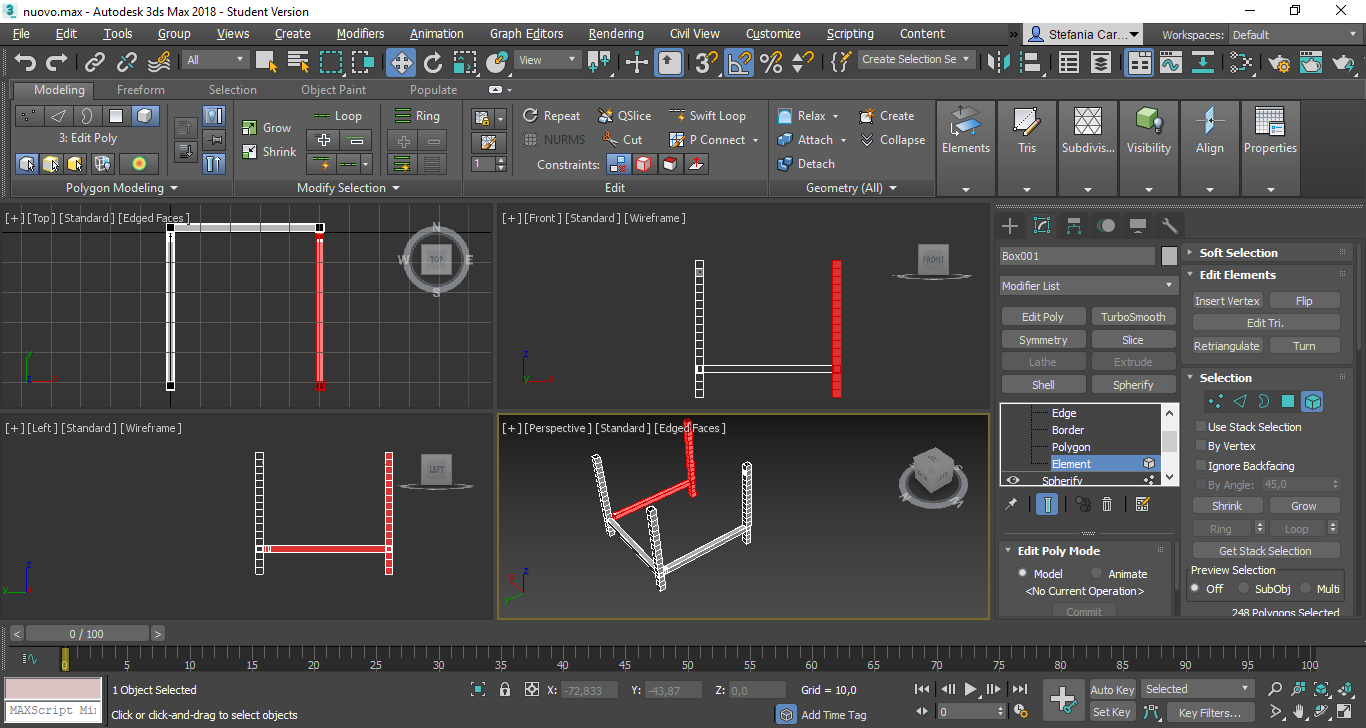 nuovo.max - Autodesk 3ds Max 2018 - Student Version
File Edit Tools Group Views Create Modifiers Animation Graph Editors Rendering Civil View Customize Scripting Content » Stefania Car... Workspaces: Default
All View Create Selection Se
Modeling Freeform Selection Object Paint Populate
Loop Ring Repeat QSlice Swift Loop Relax Create
3: Edit Poly Grow NURMS Cut P Connect Attach Collapse Elements Tris Subdivis... Visibility Align Properties
Shrink 1 Constraints: Detach
Polygon Modeling Modify Selection Edit Geometry (All)
[+] [Top] [Standard] [Edged Faces]
N W TOP E S
y z x
[+] [Front] [Standard] [Wireframe]
FRONT
z y x
[+] [Left] [Standard] [Wireframe]
LEFT
z y
[+] [Perspective] [Standard] [Edged Faces]
z x y
Box001
Modifier List
Edit Poly TurboSmooth
Symmetry Slice
Lathe Extrude
Shell Spherify
Edge
Border
Polygon
Element
Spherify
Edit Poly Mode
Model Animate
<No Current Operation>
Commit
Soft Selection
Edit Elements
Insert Vertex Flip
Edit Tri.
Retriangulate Turn
Selection
Use Stack Selection
By Vertex
Ignore Backfacing
By Angle: 45,0
Shrink Grow
Ring Loop
Get Stack Selection
Preview Selection
Off SubObj Multi
248 Polygons Selected
< 0 / 100 >
0 5 10 15 20 25 30 35 40 45 50 55 60 65 70 75 80 85 90 95 100
1 Object Selected X: -72,833 Y: -43,87 Z: 0,0 Grid = 10,0 Auto Key Selected
MAXScript Mi Click or click-and-drag to select objects Add Time Tag 0 Set Key Key Filters...